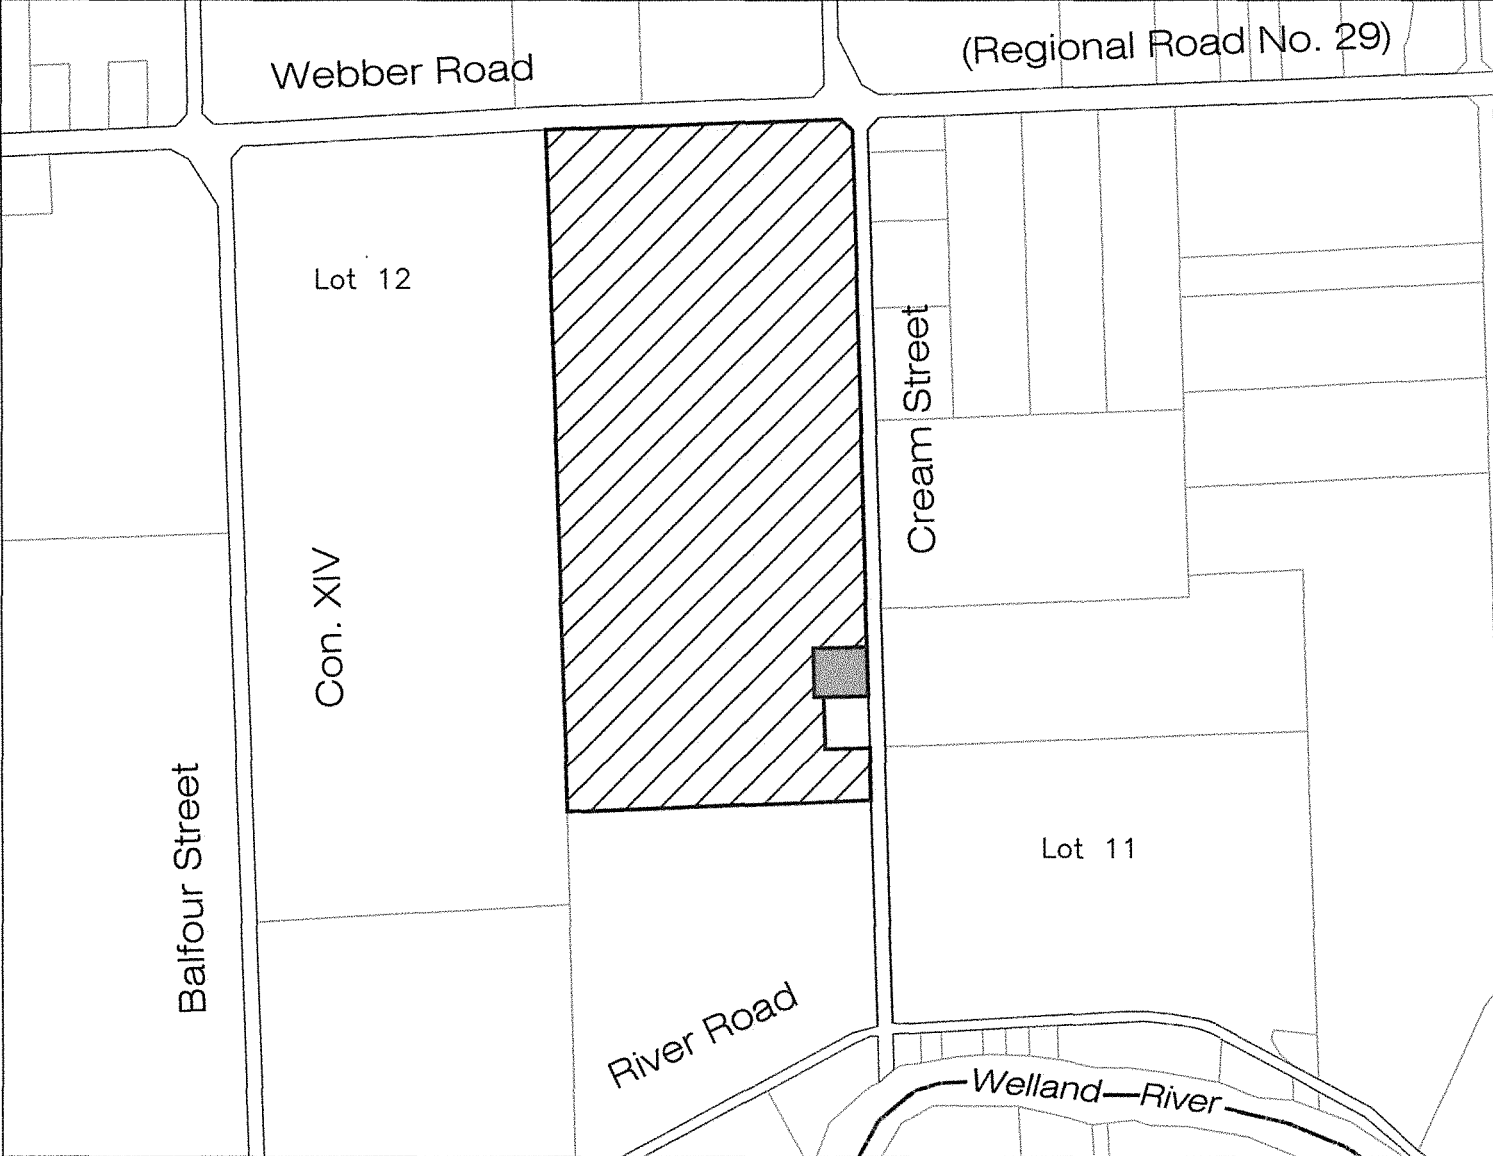 Webber Road
(Regional Road No. 29)
Lot 12
Cream Street
Con. XIV
Balfour Street
Lot 11
River Road
Welland River